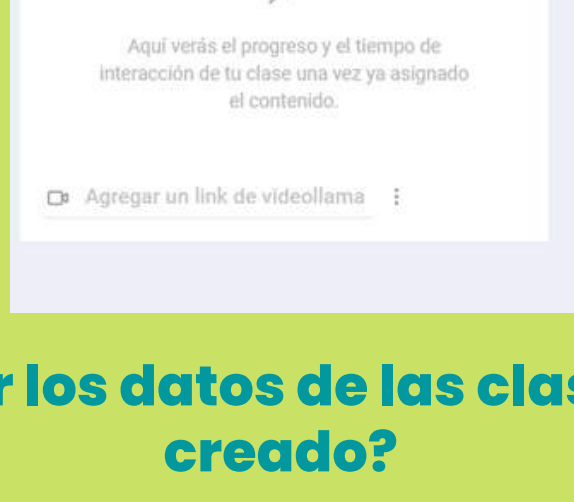 Aquí verás el progreso y el tiempo de
interacción de tu clase una vez ya asignado
el contenido.
Agregar un link de videollama
r los datos de las clas
creado?